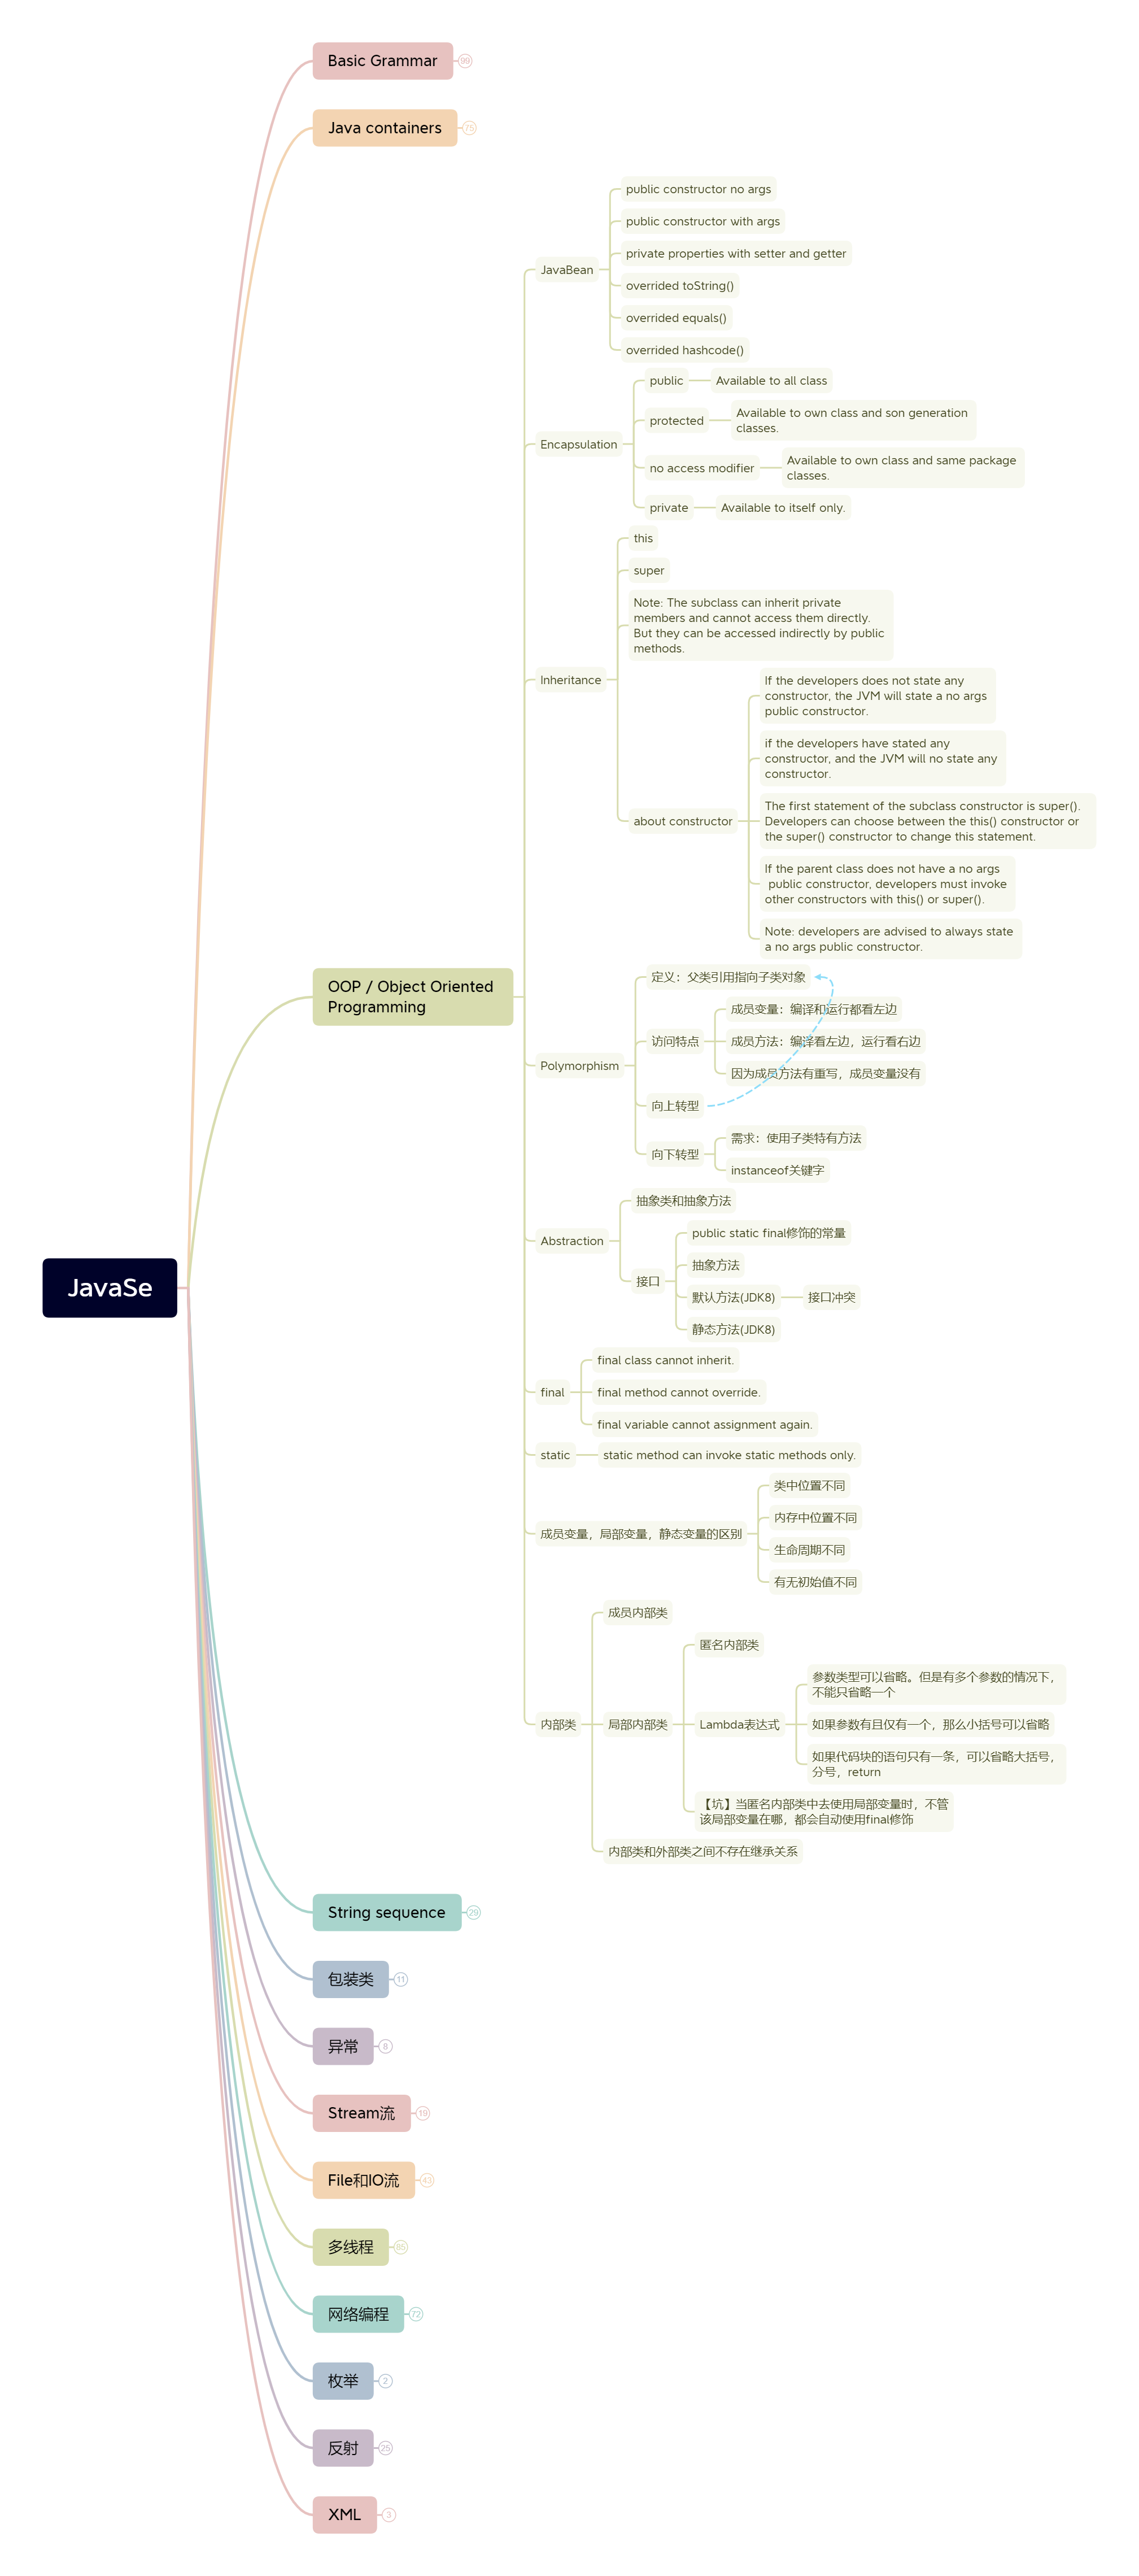 Basic Grammar
99
Java containers
75
public constructor no args
public constructor with args
private properties with setter and getter
JavaBean
overrided toString()
overrided equals()
overrided hashcode()
public
Available to all class
protected
Available to own class and son generation
classes.
Encapsulation
no access modifier
Available to own class and same package
classes.
private
Available to itself only.
this
super
Note: The subclass can inherit private
members and cannot access them directly.
But they can be accessed indirectly by public
methods.
Inheritance
If the developers does not state any
constructor, the JVM will state a no args
public constructor.
if the developers have stated any
constructor, and the JVM will no state any
constructor.
about constructor
The first statement of the subclass constructor is super().
Developers can choose between the this() constructor or
the super() constructor to change this statement.
If the parent class does not have a no args
public constructor, developers must invoke
other constructors with this() or super().
Note: developers are advised to always state
a no args public constructor.
OOP / Object Oriented
Programming
定义：父类引用指向子类对象
成员变量：编译和运行都看左边
访问特点
成员方法：编译看左边，运行看右边
Polymorphism
因为成员方法有重写，成员变量没有
向上转型
需求：使用子类特有方法
向下转型
instanceof关键字
抽象类和抽象方法
Abstraction
public static final修饰的常量
抽象方法
接口
默认方法(JDK8)
接口冲突
静态方法(JDK8)
JavaSe
final class cannot inherit.
final
final method cannot override.
final variable cannot assignment again.
static
static method can invoke static methods only.
类中位置不同
内存中位置不同
成员变量，局部变量，静态变量的区别
生命周期不同
有无初始值不同
成员内部类
匿名内部类
参数类型可以省略。但是有多个参数的情况下，
不能只省略一个
内部类
局部内部类
Lambda表达式
如果参数有且仅有一个，那么小括号可以省略
如果代码块的语句只有一条，可以省略大括号，
分号，return
【坑】当匿名内部类中去使用局部变量时，不管
该局部变量在哪，都会自动使用final修饰
内部类和外部类之间不存在继承关系
String sequence
29
包装类
11
异常
8
Stream流
19
File和IO流
43
多线程
85
网络编程
72
枚举
2
反射
25
XML
3